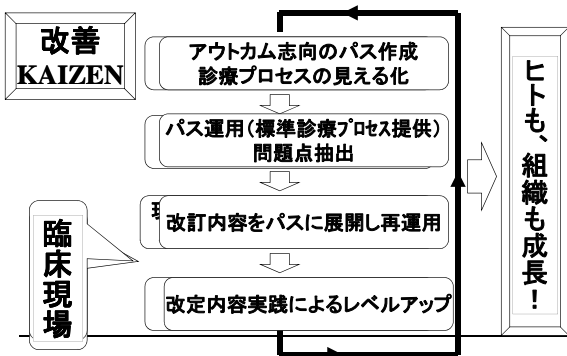 改善
KAIZEN
アウトカム志向のパス作成
診療プロセスの見える化
パス運用(標準診療プロセス提供)
問題点抽出
改訂内容をパスに展開し再運用
改定内容実践によるレベルアップ
臨床現場
ヒトも、組織も成長!